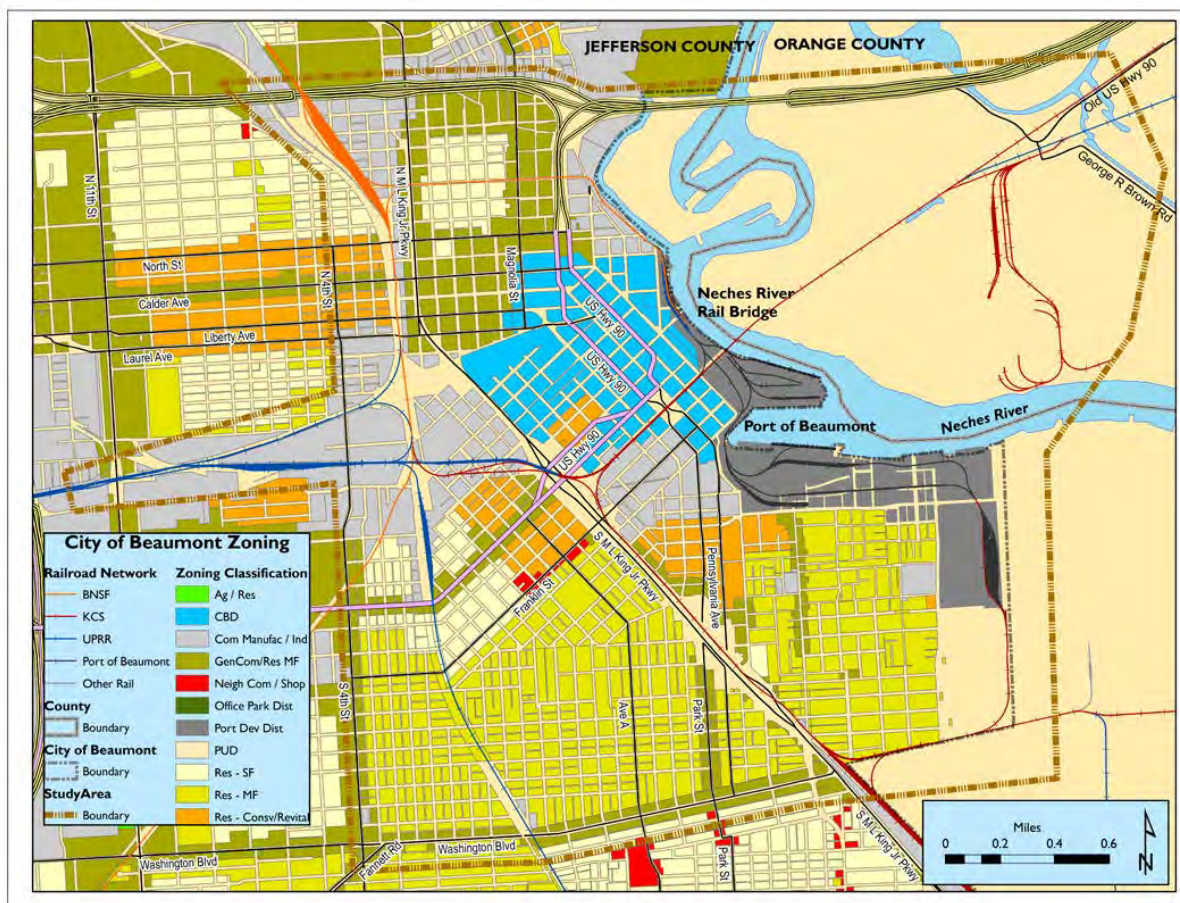 JEFFERSON COUNTY
ORANGE COUNTY
Old US Hwy 90
George R Brown Rd
N 11th St
N M L King Jr Pkwy
North St
N 4th St
Magnolia St
Calder Ave
Liberty Ave
Laurel Ave
US Hwy 90
US Hwy 90
US Hwy 90
Neches River
Rail Bridge
Port of Beaumont
Neches River
S M L King Jr Pkwy
Pennsylvania Ave
Franklin St
S 4th St
Ave A
Park St
Washington Blvd
Fannett Rd
Washington Blvd
Park St
S M L King Jr Pkwy
City of Beaumont Zoning
Railroad Network
BNSF
KCS
UPRR
Port of Beaumont
Other Rail
County
Boundary
City of Beaumont
Boundary
StudyArea
Boundary
Zoning Classification
Ag / Res
CBD
Com Manufac / Ind
GenCom/Res MF
Neigh Com / Shop
Office Park Dist
Port Dev Dist
PUD
Res - SF
Res - MF
Res - Consv/Revital
Miles
0 0.2 0.4 0.6
N